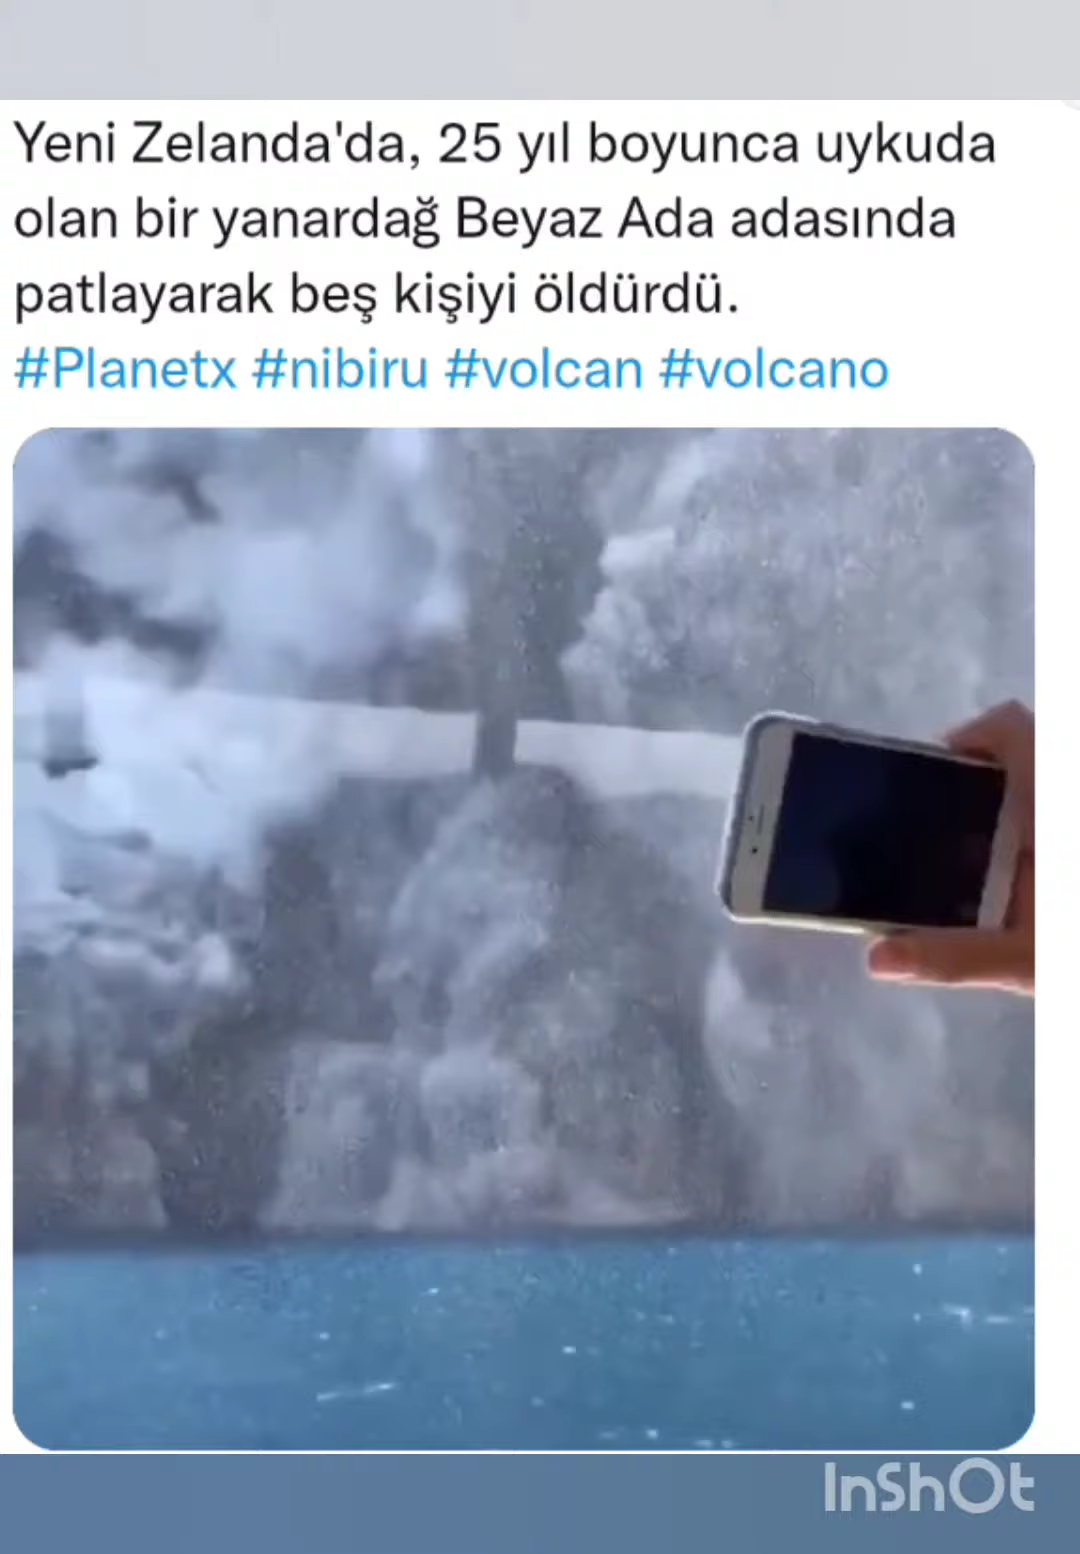 Yeni Zelanda'da, 25 yıl boyunca uykuda
olan bir yanardağ Beyaz Ada adasında
patlayarak beş kişiyi öldürdü.
#Planetx #nibiru #volcan #volcano
InShOt